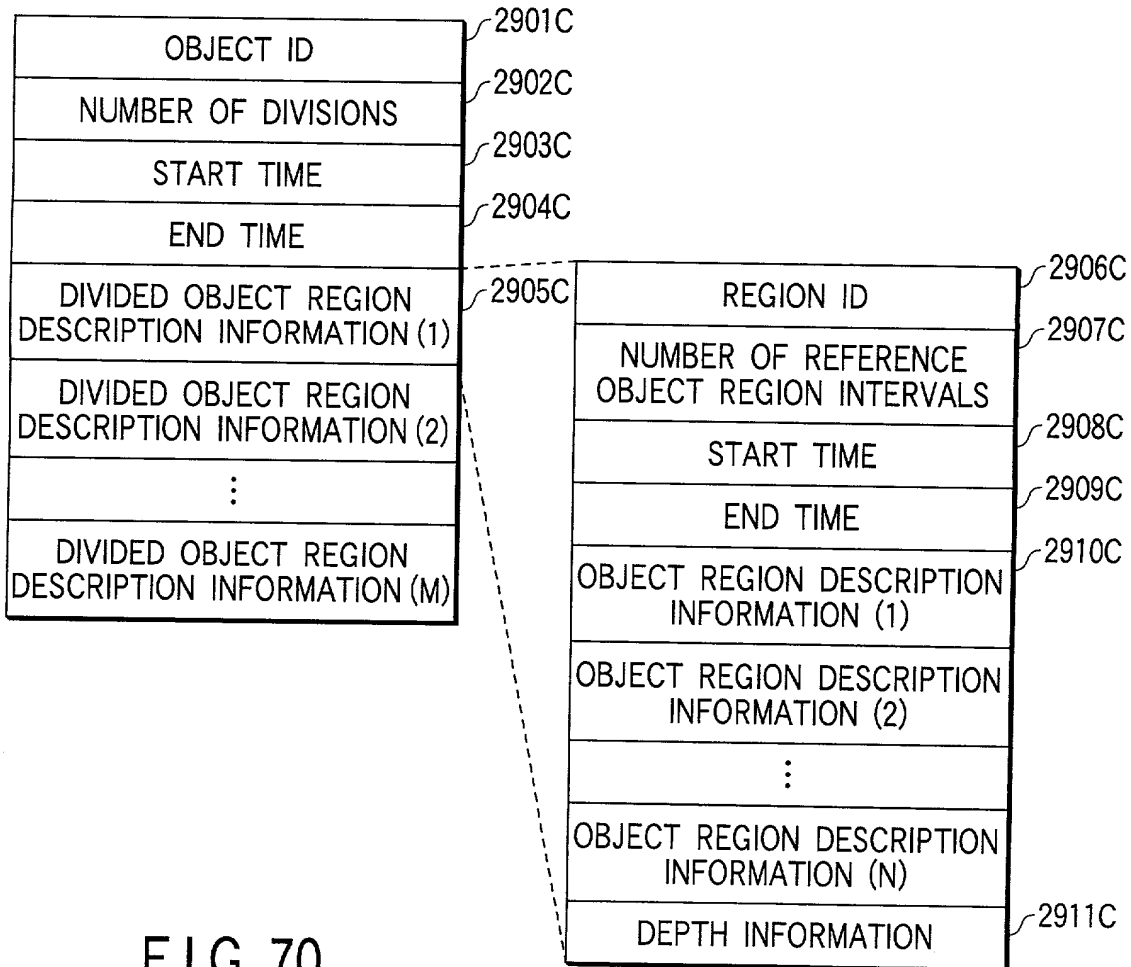 OBJECT ID
2901C
NUMBER OF DIVISIONS
2902C
START TIME
2903C
END TIME
2904C
DIVIDED OBJECT REGION
DESCRIPTION INFORMATION (1)
2905C
DIVIDED OBJECT REGION
DESCRIPTION INFORMATION (2)
⋮
DIVIDED OBJECT REGION
DESCRIPTION INFORMATION (M)
REGION ID
2906C
NUMBER OF REFERENCE
OBJECT REGION INTERVALS
2907C
START TIME
2908C
END TIME
2909C
OBJECT REGION DESCRIPTION
INFORMATION (1)
2910C
OBJECT REGION DESCRIPTION
INFORMATION (2)
⋮
OBJECT REGION DESCRIPTION
INFORMATION (N)
DEPTH INFORMATION
2911C
FIG. 70